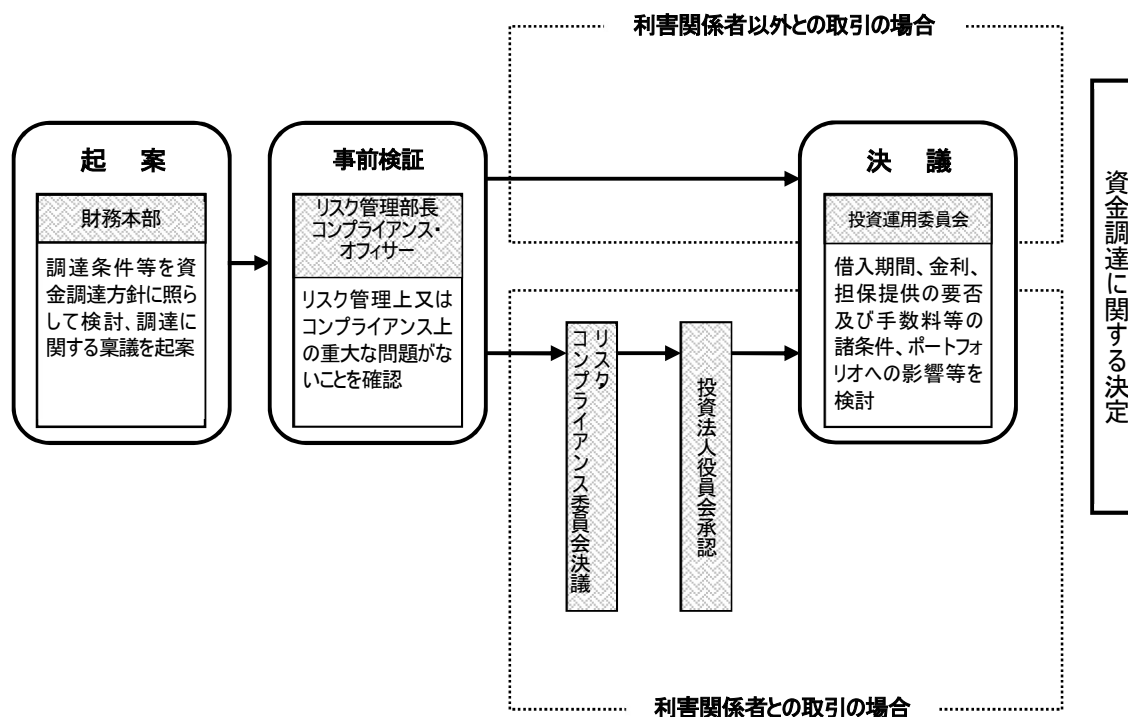 利害関係者以外との取引の場合
起　案
財務本部
調達条件等を資
金調達方針に照ら
して検討、調達に
関する稟議を起案
事前検証
リスク管理部長
コンプライアンス・
オフィサー
リスク管理上又は
コンプライアンス上
の重大な問題がな
いことを確認
リスク
コンプライアンス委員会決議
投資法人役員会承認
決　議
投資運用委員会
借入期間、金利、
担保提供の要否
及び手数料等の
諸条件、ポートフォ
リオへの影響等を
検討
資金調達に関する決定
利害関係者との取引の場合